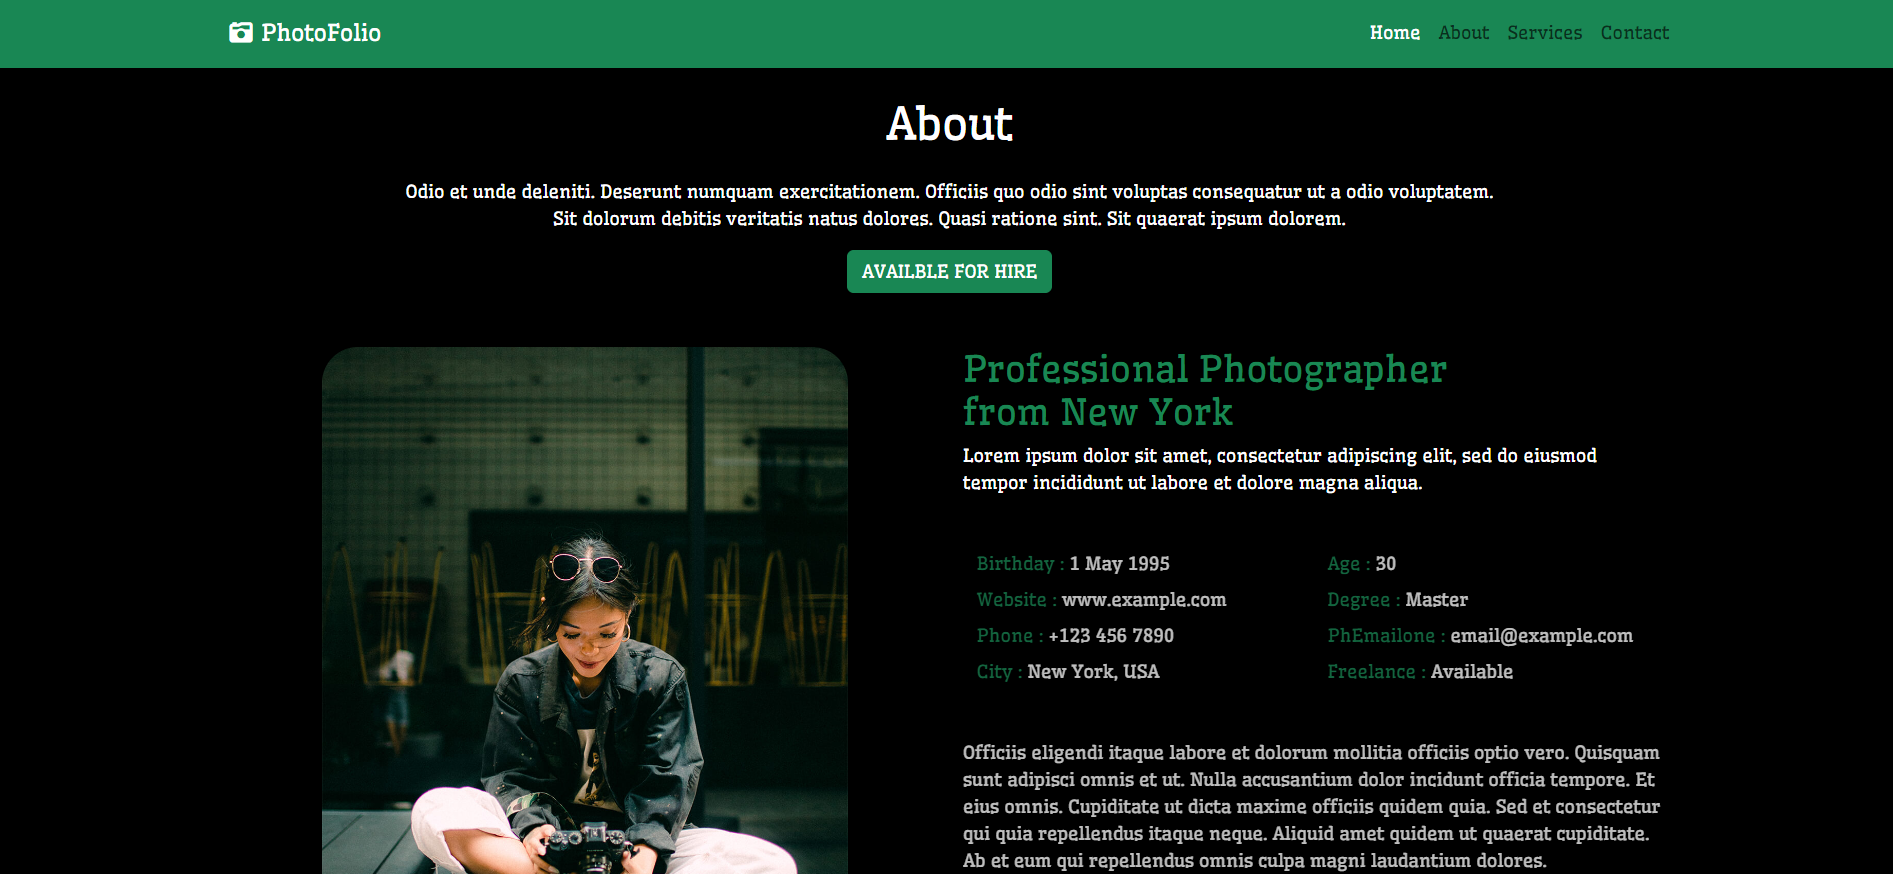 PhotoFolio
Home About Services Contact
About
Odio et unde deleniti. Deserunt numquam exercitationem. Officiis quo odio sint voluptas consequatur ut a odio voluptatem.
Sit dolorum debitis veritatis natus dolores. Quasi ratione sint. Sit quaerat ipsum dolorem.
AVAILBLE FOR HIRE
Professional Photographer
from New York
Lorem ipsum dolor sit amet, consectetur adipiscing elit, sed do eiusmod
tempor incididunt ut labore et dolore magna aliqua.
Birthday : 1 May 1995
Website : www.example.com
Phone : +123 456 7890
City : New York, USA
Age : 30
Degree : Master
PhEmailone : email@example.com
Freelance : Available
Officiis eligendi itaque labore et dolorum mollitia officiis optio vero. Quisquam
sunt adipisci omnis et ut. Nulla accusantium dolor incidunt officia tempore. Et
eius omnis. Cupiditate ut dicta maxime officiis quidem quia. Sed et consectetur
qui quia repellendus itaque neque. Aliquid amet quidem ut quaerat cupiditate.
Ab et eum qui repellendus omnis culpa magni laudantium dolores.